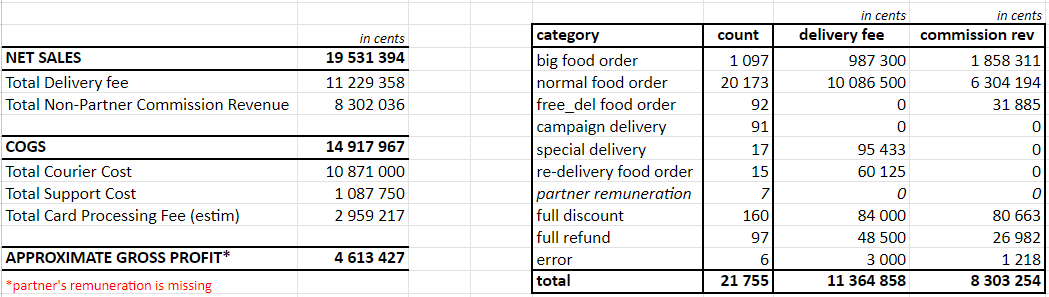 in cents
NET SALES 19 531 394
Total Delivery fee 11 229 358
Total Non-Partner Commission Revenue 8 302 036
COGS 14 917 967
Total Courier Cost 10 871 000
Total Support Cost 1 087 750
Total Card Processing Fee (estim) 2 959 217
APPROXIMATE GROSS PROFIT* 4 613 427
*partner's remuneration is missing
in cents in cents
category count delivery fee commission rev
big food order 1 097 987 300 1 858 311
normal food order 20 173 10 086 500 6 304 194
free_del food order 92 0 31 885
campaign delivery 91 0 0
special delivery 17 95 433 0
re-delivery food order 15 60 125 0
partner remuneration 7 0 0
full discount 160 84 000 80 663
full refund 97 48 500 26 982
error 6 3 000 1 218
total 21 755 11 364 858 8 303 254